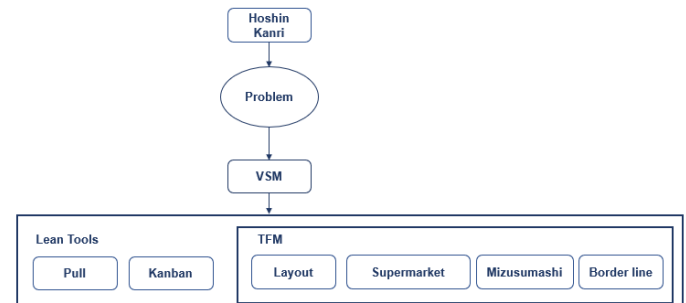 Hoshin
Kanri
Problem
VSM
Lean Tools
TFM
Pull
Kanban
Layout
Supermarket
Mizusumashi
Border line